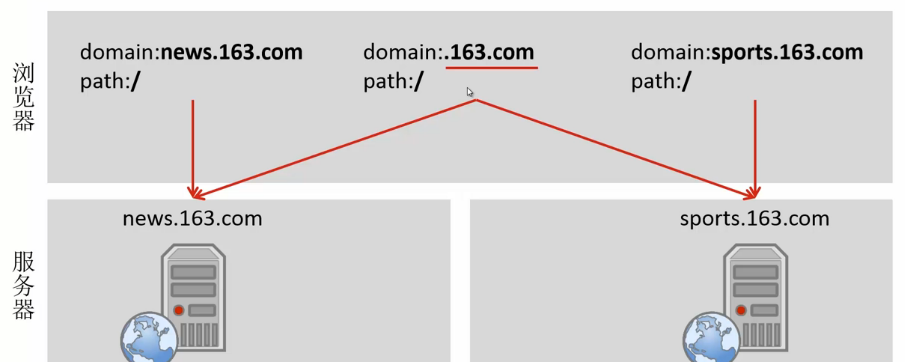 浏览器
domain:news.163.com
path:/
domain:.163.com
path:/
domain:sports.163.com
path:/
服务器
news.163.com
sports.163.com